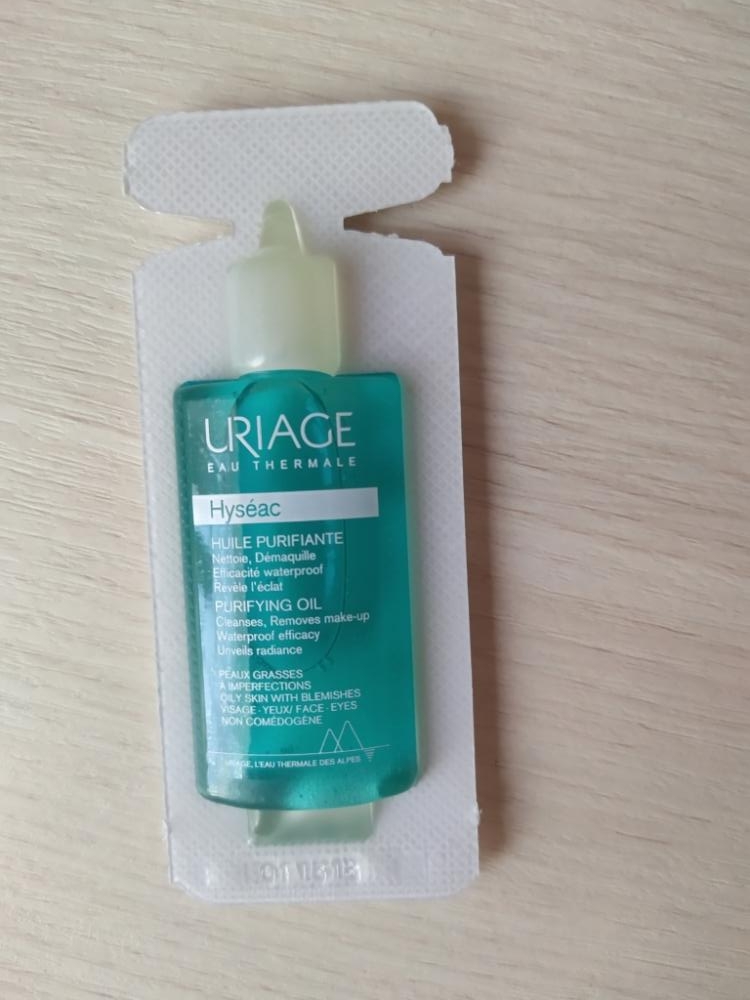 URIAGE
EAU THERMALE
Hyséac
HUILE PURIFIANTE
Nettoie, Démaquille
Efficacité waterproof
Révèle l'éclat
PURIFYING OIL
Cleanses, Removes make-up
Waterproof efficacy
Unveils radiance
PEAUX GRASSES
À IMPERFECTIONS
OILY SKIN WITH BLEMISHES
VISAGE - YEUX/ FACE - EYES
NON COMÉDOGÈNE
URIAGE, L'EAU THERMALE DES ALPES